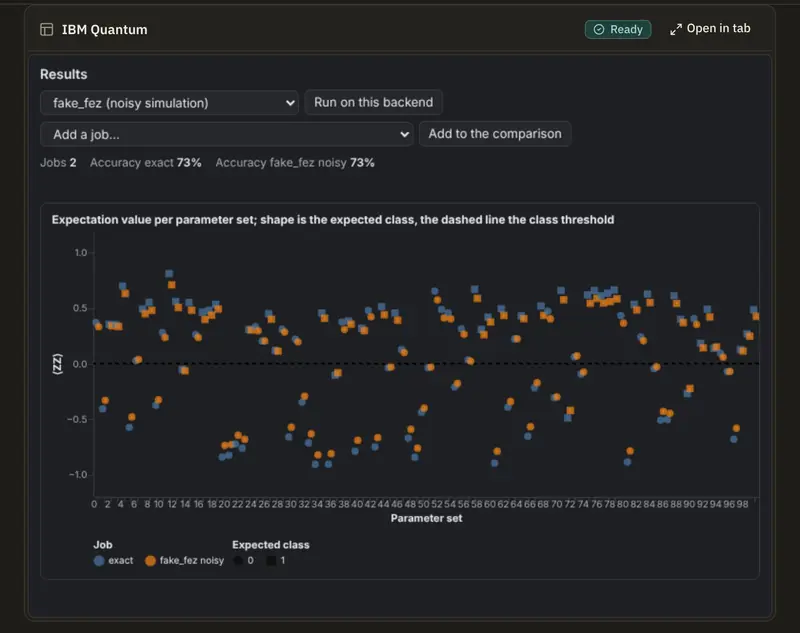 IBM Quantum
Ready
Open in tab
Results
fake_fez (noisy simulation)
Run on this backend
Add a job...
Add to the comparison
Jobs 2 Accuracy exact 73% Accuracy fake_fez noisy 73%
Expectation value per parameter set; shape is the expected class, the dashed line the class threshold
1.0
0.5
0.0
−0.5
−1.0
⟨ZZ⟩
0 2 4 6 8 10 12 14 16 18 20 22 24 26 28 30 32 34 36 38 40 42 44 46 48 50 52 54 56 58 60 62 64 66 68 70 72 74 76 78 80 82 84 86 88 90 92 94 96 98
Parameter set
Job Expected class
exact fake_fez noisy 0 1